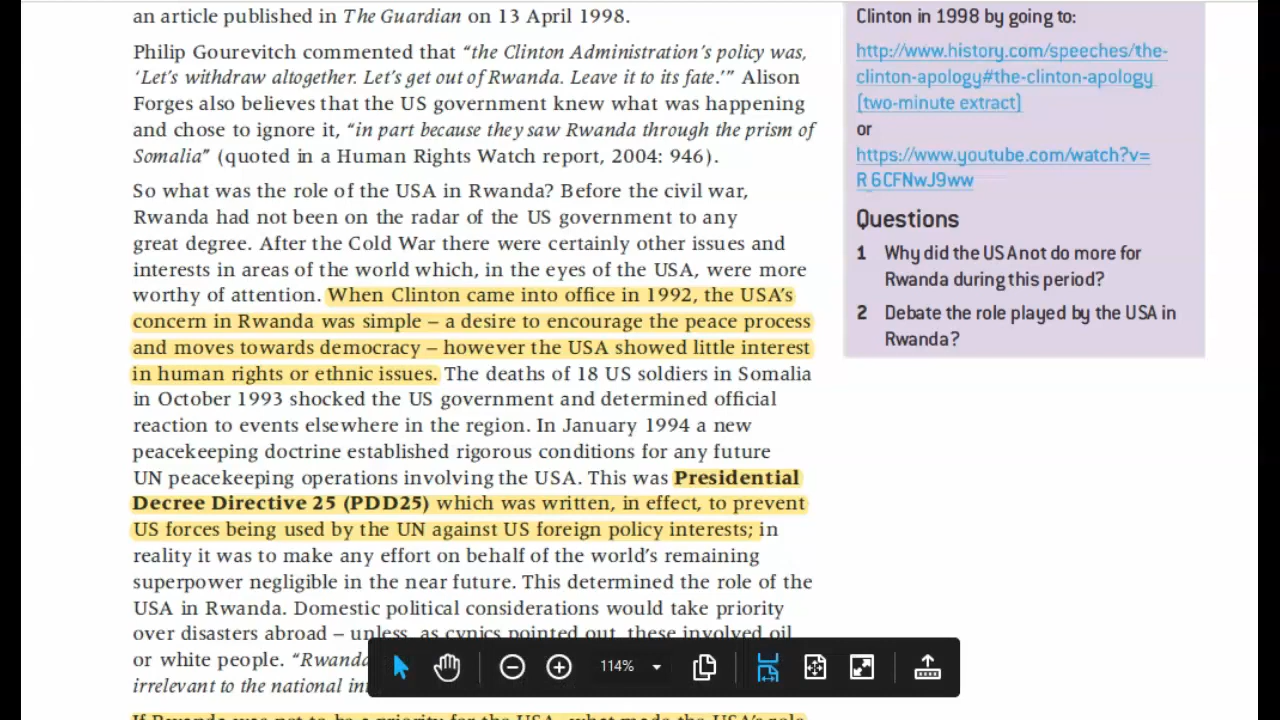 an article published in The Guardian on 13 April 1998.
Philip Gourevitch commented that “the Clinton Administration’s policy was,
‘Let’s withdraw altogether. Let’s get out of Rwanda. Leave it to its fate.’” Alison
Forges also believes that the US government knew what was happening
and chose to ignore it, “in part because they saw Rwanda through the prism of
Somalia” (quoted in a Human Rights Watch report, 2004: 946).
So what was the role of the USA in Rwanda? Before the civil war,
Rwanda had not been on the radar of the US government to any
great degree. After the Cold War there were certainly other issues and
interests in areas of the world which, in the eyes of the USA, were more
worthy of attention. When Clinton came into office in 1992, the USA’s
concern in Rwanda was simple – a desire to encourage the peace process
and moves towards democracy – however the USA showed little interest
in human rights or ethnic issues. The deaths of 18 US soldiers in Somalia
in October 1993 shocked the US government and determined official
reaction to events elsewhere in the region. In January 1994 a new
peacekeeping doctrine established rigorous conditions for any future
UN peacekeeping operations involving the USA. This was Presidential
Decree Directive 25 (PDD25) which was written, in effect, to prevent
US forces being used by the UN against US foreign policy interests; in
reality it was to make any effort on behalf of the world’s remaining
superpower negligible in the near future. This determined the role of the
USA in Rwanda. Domestic political considerations would take priority
over disasters abroad – unless, as cynics pointed out, these involved oil
or white people. “Rwanda
irrelevant to the national
If Rwanda was not to be a priority for the USA, what made the USA’s role
Clinton in 1998 by going to:
http://www.history.com/speeches/the-
clinton-apology#the-clinton-apology
[two-minute extract]
or
https://www.youtube.com/watch?v=
R_6CFNwJ9ww
Questions
1 Why did the USA not do more for
Rwanda during this period?
2 Debate the role played by the USA in
Rwanda?
114%